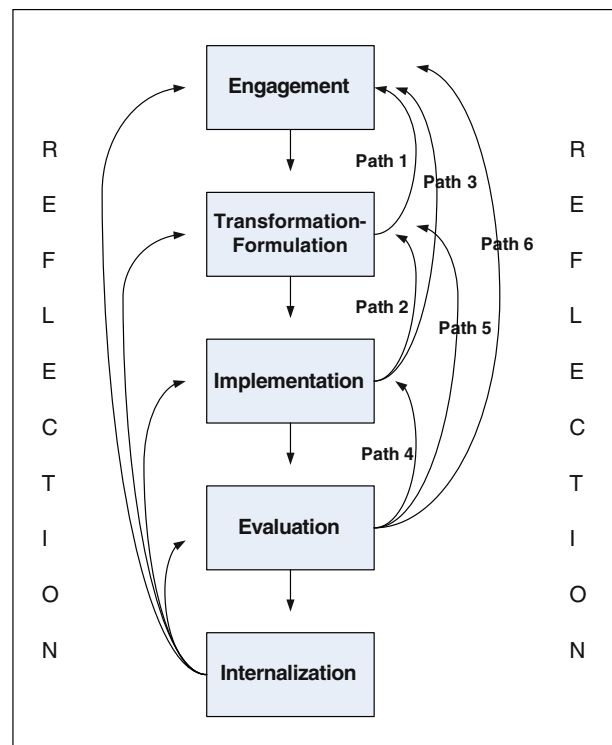 Engagement
Path 1
Path 3
Transformation-
Formulation
Path 6
Path 2
Path 5
Implementation
Path 4
Evaluation
Internalization
R
E
F
L
E
C
T
I
O
N
R
E
F
L
E
C
T
I
O
N